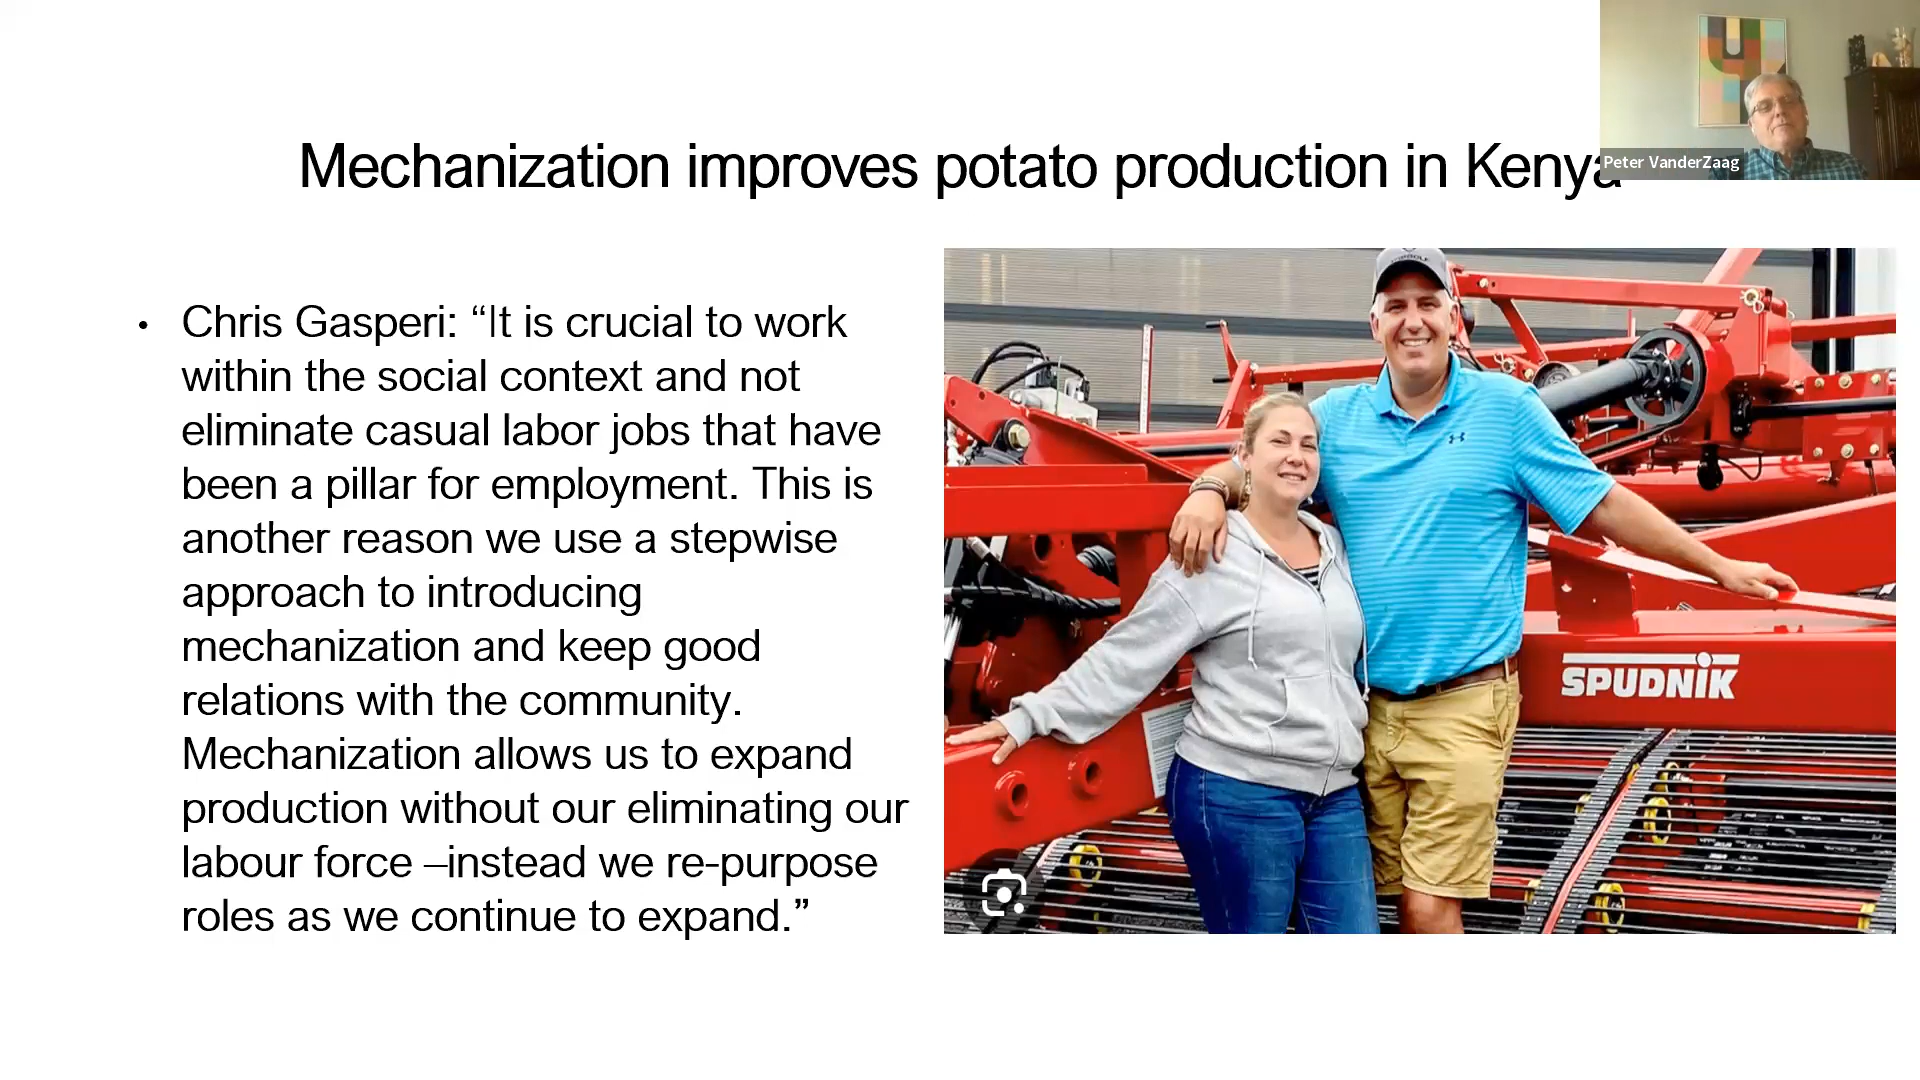 Mechanization improves potato production in Kenya
Peter VanderZaag
• Chris Gasperi: “It is crucial to work
within the social context and not
eliminate casual labor jobs that have
been a pillar for employment. This is
another reason we use a stepwise
approach to introducing
mechanization and keep good
relations with the community.
Mechanization allows us to expand
production without our eliminating our
labour force –instead we re-purpose
roles as we continue to expand.”
SPUDNIK